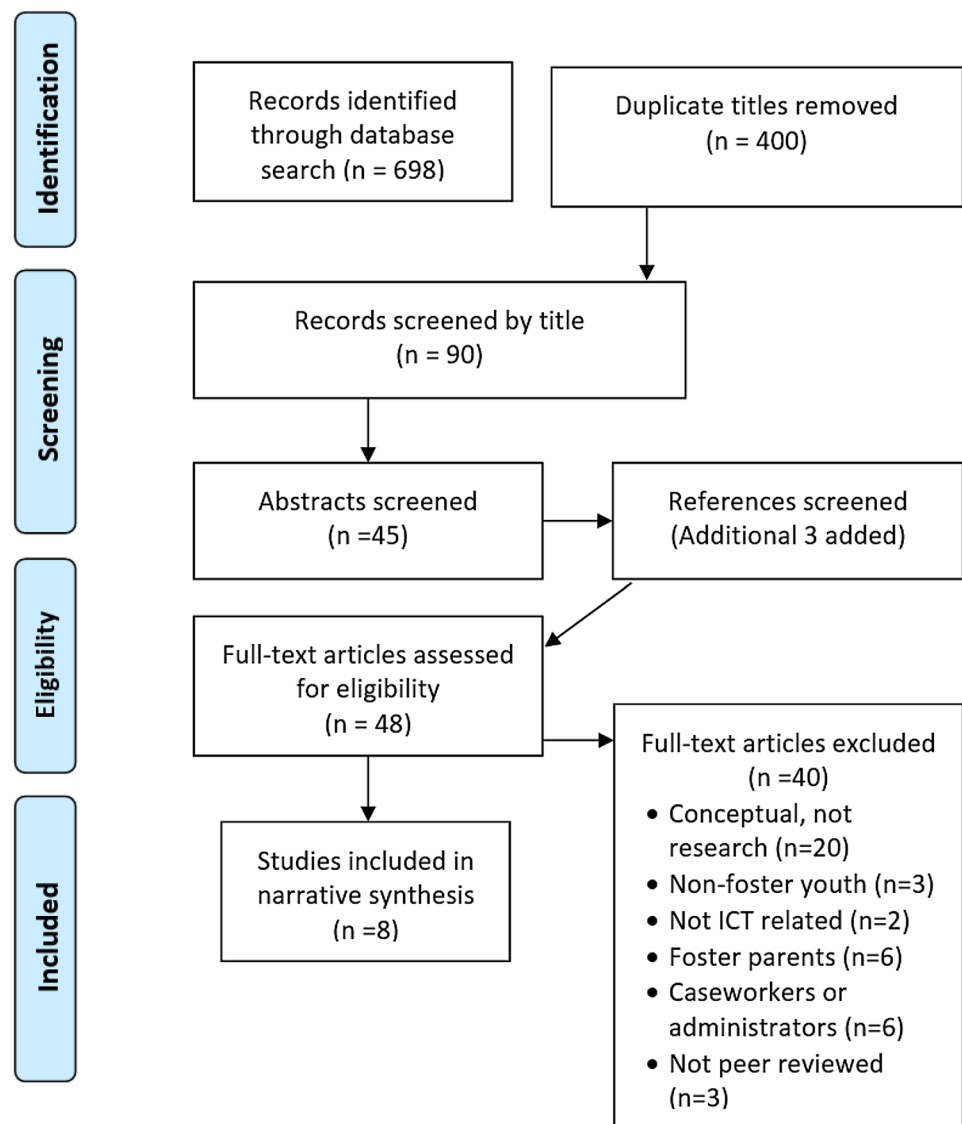 Identification
Records identified
through database
search (n = 698)
Duplicate titles removed
(n = 400)
Screening
Records screened by title
(n = 90)
Abstracts screened
(n =45)
References screened
(Additional 3 added)
Eligibility
Full-text articles assessed
for eligibility
(n = 48)
Full-text articles excluded
(n =40)
• Conceptual, not
research (n=20)
• Non-foster youth (n=3)
• Not ICT related (n=2)
• Foster parents (n=6)
• Caseworkers or
administrators (n=6)
• Not peer reviewed
(n=3)
Included
Studies included in
narrative synthesis
(n =8)